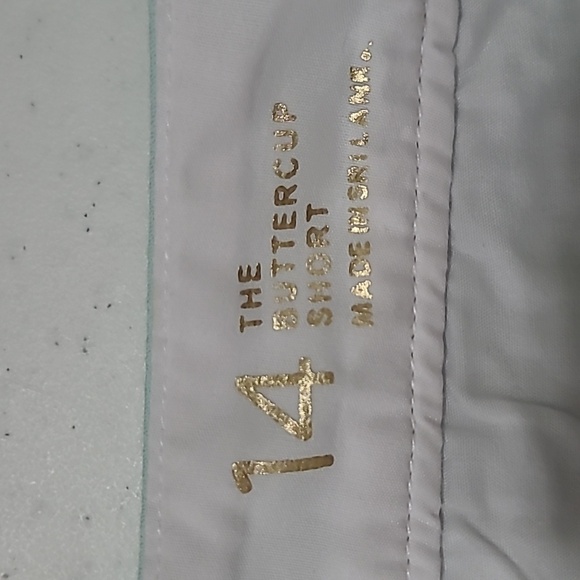 14
THE
BUTTERCUP
SHORT
MADE IN SRI LANKA.